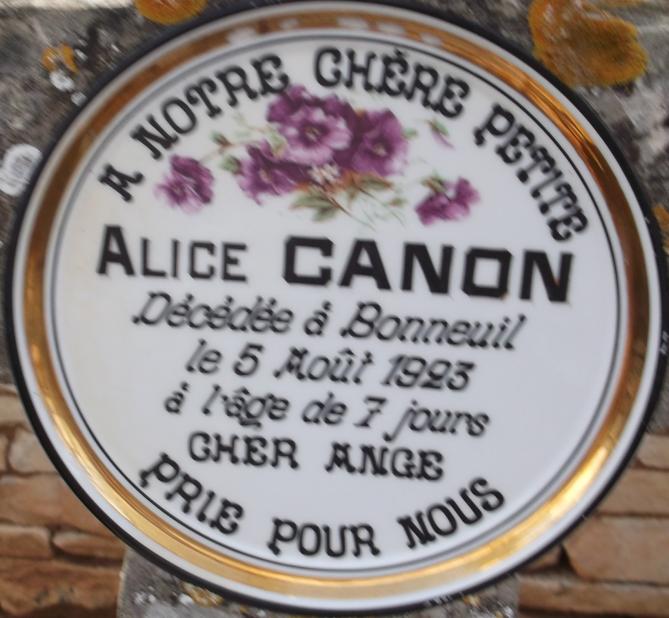 A NOTRE CHÈRE PETITE
ALICE CANON
Décédée à Bonneuil
le 5 Août 1923
à l'âge de 7 jours
CHER ANGE
PRIE POUR NOUS